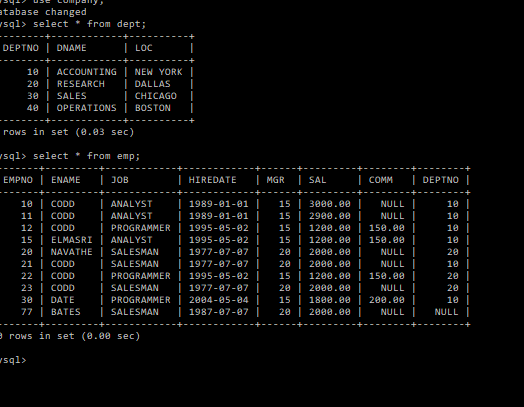 use company;
atabase changed
ysql> select * from dept;
--------+------------+----------+
DEPTNO | DNAME | LOC |
--------+------------+----------+
10 | ACCOUNTING | NEW YORK |
20 | RESEARCH | DALLAS |
30 | SALES | CHICAGO |
40 | OPERATIONS | BOSTON |
--------+------------+----------+
rows in set (0.03 sec)
ysql> select * from emp;
-------+---------+------------+------------+------+---------+--------+--------+
EMPNO | ENAME | JOB | HIREDATE | MGR | SAL | COMM | DEPTNO |
-------+---------+------------+------------+------+---------+--------+--------+
10 | CODD | ANALYST | 1989-01-01 | 15 | 3000.00 | NULL | 10 |
11 | CODD | ANALYST | 1989-01-01 | 15 | 2900.00 | NULL | 10 |
12 | CODD | PROGRAMMER | 1995-05-02 | 15 | 1200.00 | 150.00 | 10 |
15 | ELMASRI | ANALYST | 1995-05-02 | 15 | 1200.00 | 150.00 | 10 |
20 | NAVATHE | SALESMAN | 1977-07-07 | 20 | 2000.00 | NULL | 20 |
21 | CODD | SALESMAN | 1977-07-07 | 20 | 2000.00 | NULL | 10 |
22 | CODD | PROGRAMMER | 1995-05-02 | 15 | 1200.00 | 150.00 | 20 |
23 | CODD | SALESMAN | 1977-07-07 | 20 | 2000.00 | NULL | 20 |
30 | DATE | PROGRAMMER | 2004-05-04 | 15 | 1800.00 | 200.00 | 10 |
77 | BATES | SALESMAN | 1987-07-07 | 20 | 2000.00 | NULL | NULL |
-------+---------+------------+------------+------+---------+--------+--------+
0 rows in set (0.00 sec)
ysql>